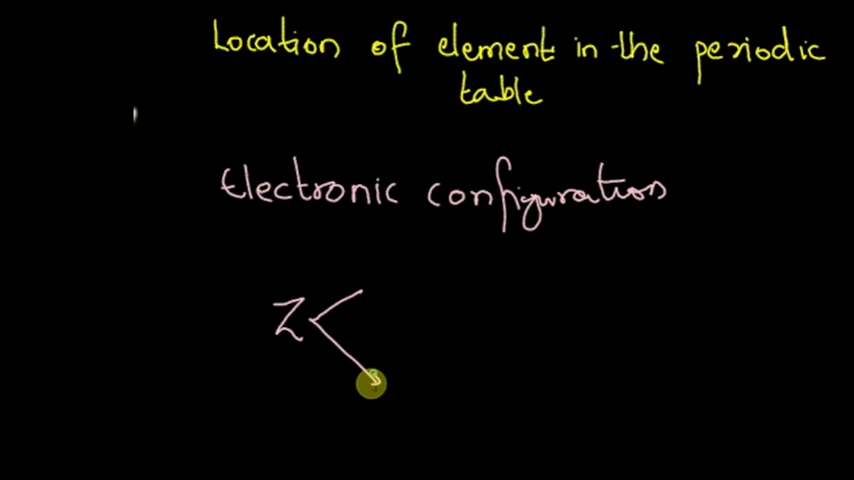 Location of element in the periodic
table
Electronic configuration
Z